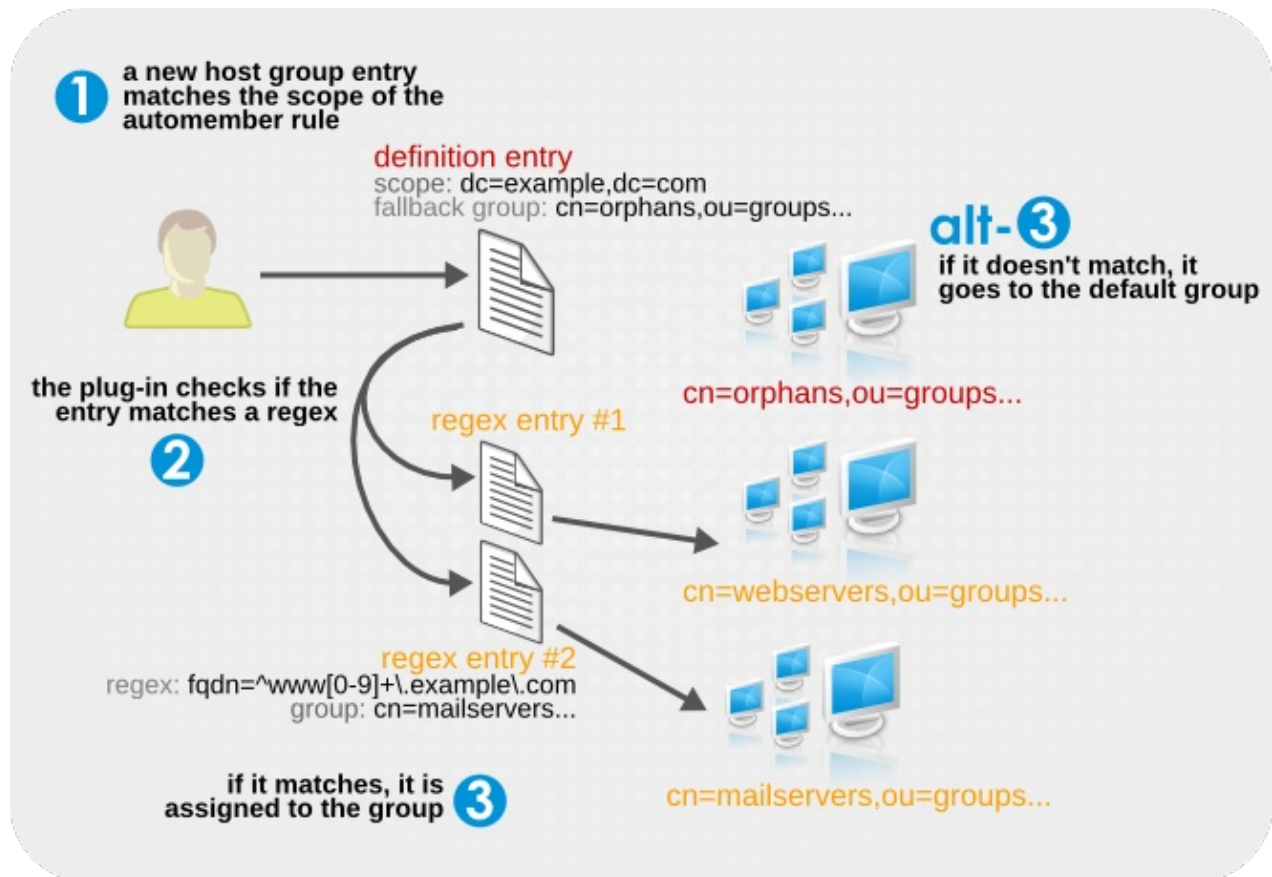 1
a new host group entry
matches the scope of the
automember rule
definition entry
scope: dc=example,dc=com
fallback group: cn=orphans,ou=groups...
alt-3
if it doesn't match, it
goes to the default group
cn=orphans,ou=groups...
the plug-in checks if the
entry matches a regex
2
regex entry #1
cn=webservers,ou=groups...
regex entry #2
regex: fqdn=^www[0-9]+\.example\.com
group: cn=mailservers...
cn=mailservers,ou=groups...
if it matches, it is
assigned to the group
3